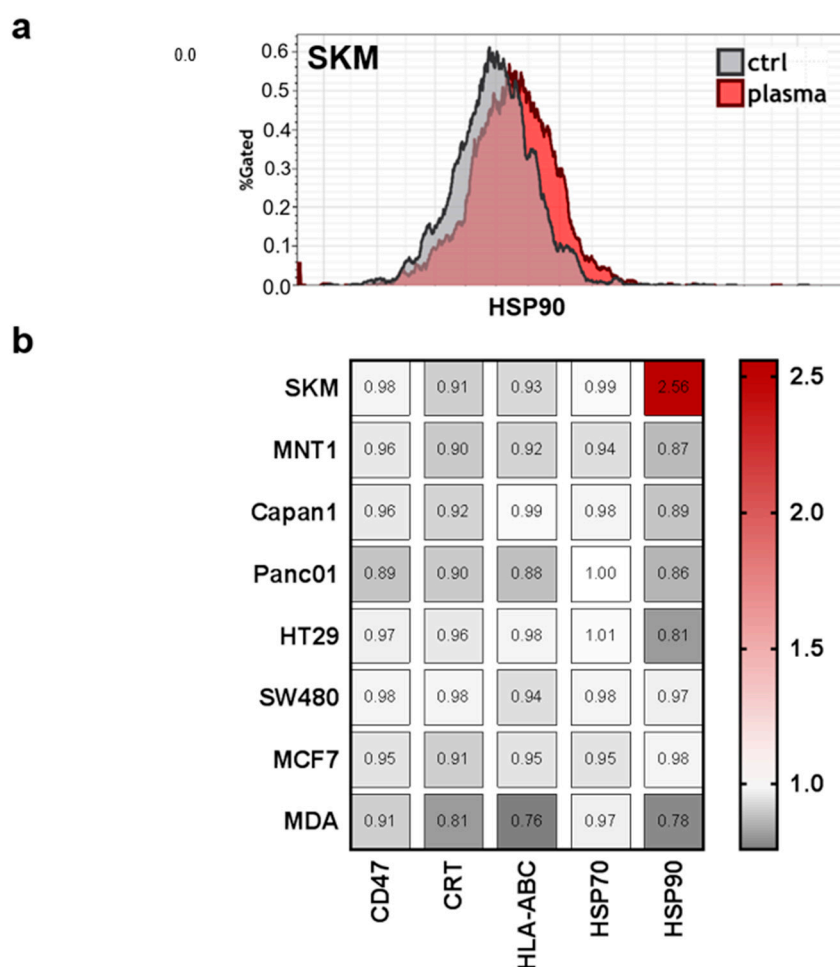 a
0.0
SKM
ctrl
plasma
0.6
0.5
0.4
0.3
0.2
0.1
0.0
%Gated
HSP90
b
SKM 0.98 0.91 0.93 0.99 2.56
MNT1 0.96 0.90 0.92 0.94 0.87
Capan1 0.96 0.92 0.99 0.98 0.89
Panc01 0.89 0.90 0.88 1.00 0.86
HT29 0.97 0.96 0.98 1.01 0.81
SW480 0.98 0.98 0.94 0.98 0.97
MCF7 0.95 0.91 0.95 0.95 0.98
MDA 0.91 0.81 0.76 0.97 0.78
CD47 CRT HLA-ABC HSP70 HSP90
2.5
2.0
1.5
1.0